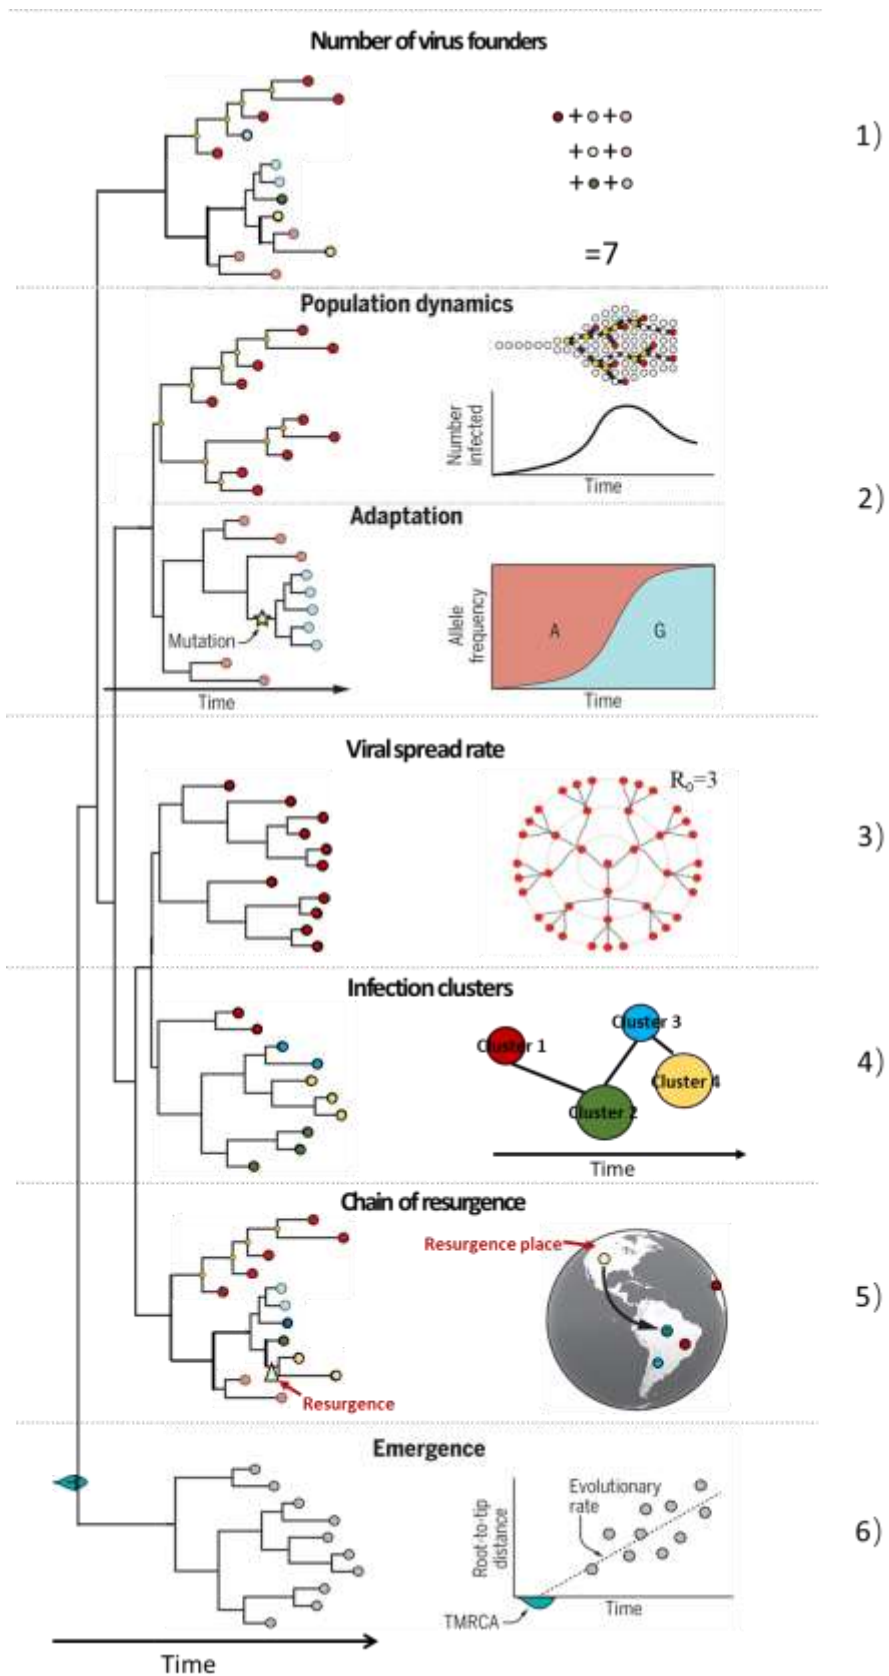 Number of virus founders
+ +
+ +
+ +
=7
1)
Population dynamics
Number
infected
Time
2)
Adaptation
Mutation
Time
Allele
frequency
A
G
Time
Viral spread rate
R0=3
3)
Infection clusters
Cluster 1
Cluster 2
Cluster 3
Cluster 4
Time
4)
Chain of resurgence
Resurgence place
Resurgence
5)
Emergence
Root-to-tip
distance
Evolutionary
rate
Time
TMRCA
6)
Time